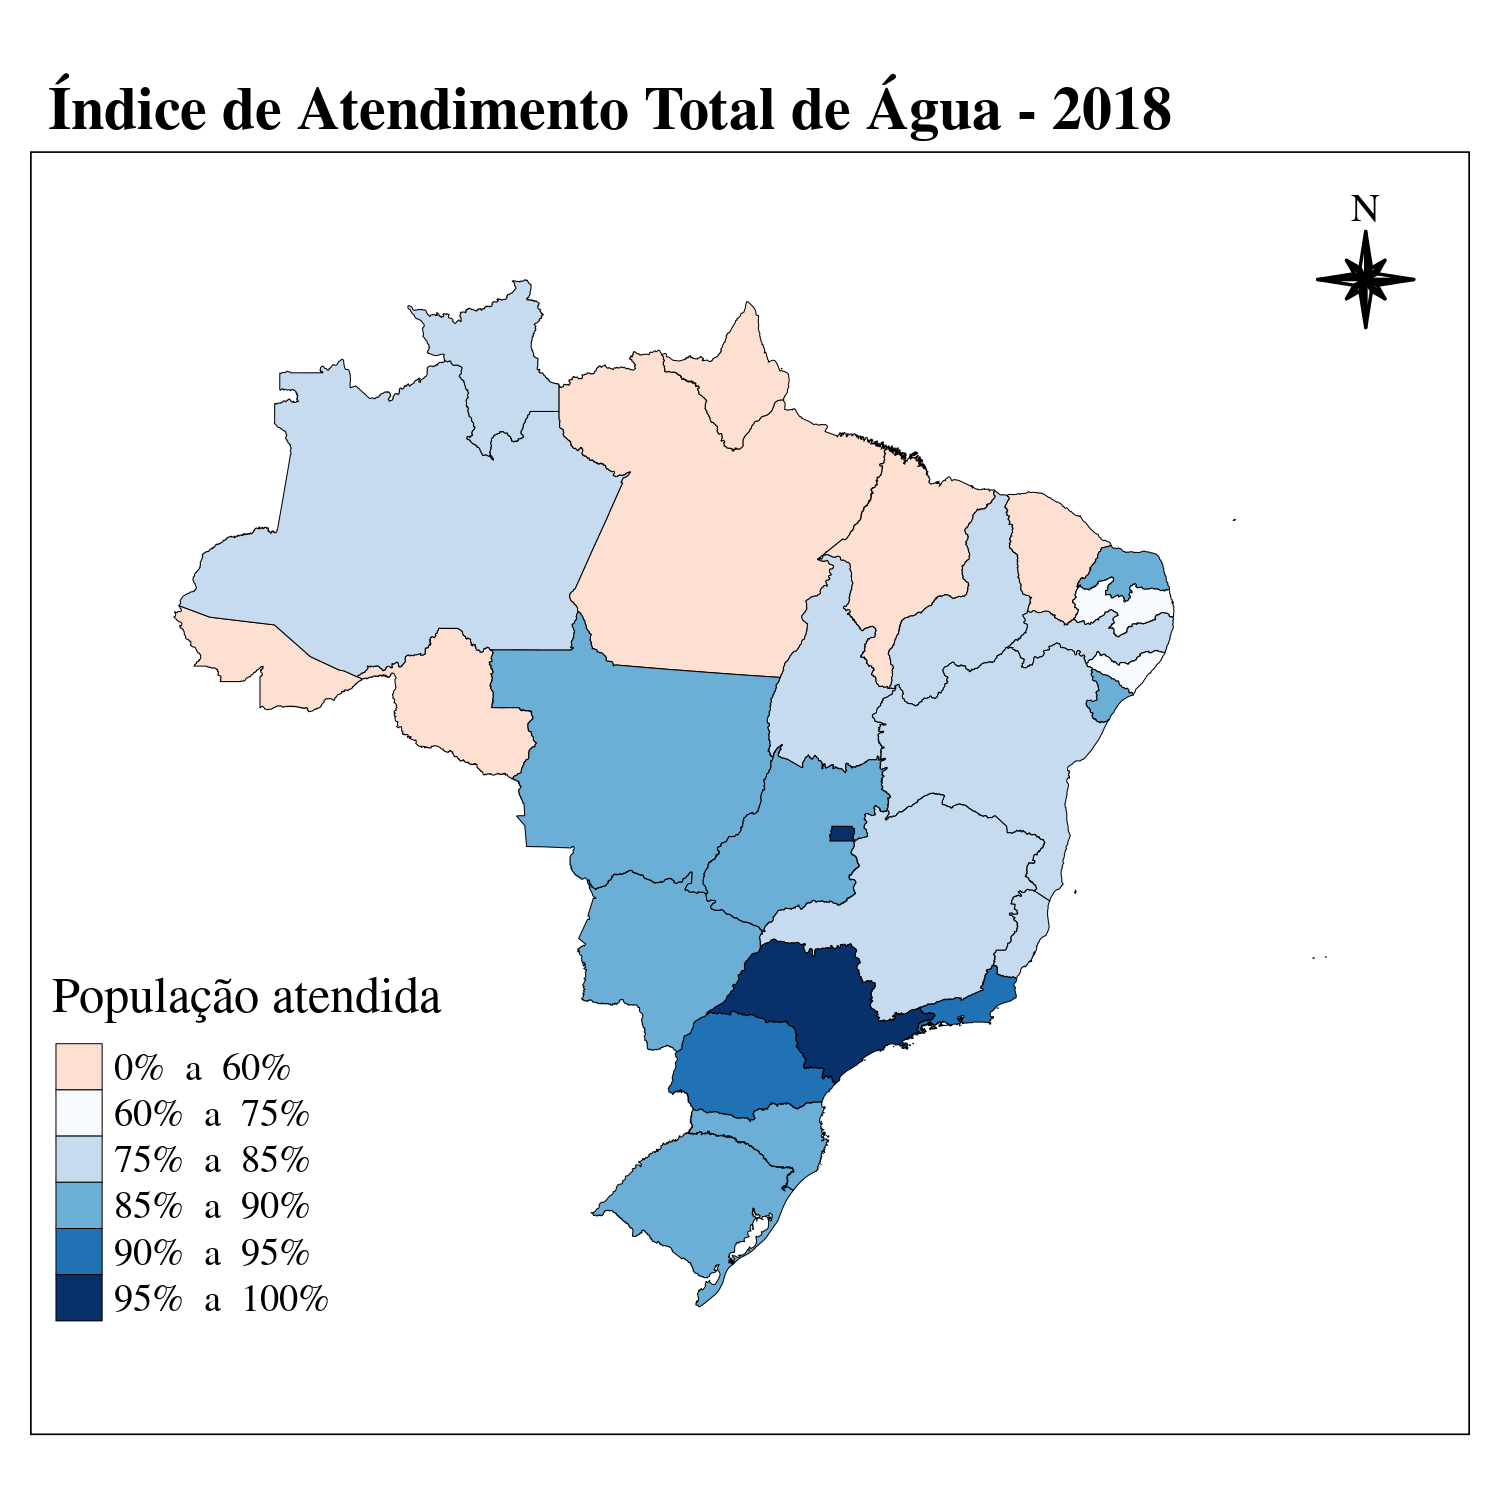 Índice de Atendimento Total de Água - 2018
N
População atendida
0% a 60%
60% a 75%
75% a 85%
85% a 90%
90% a 95%
95% a 100%